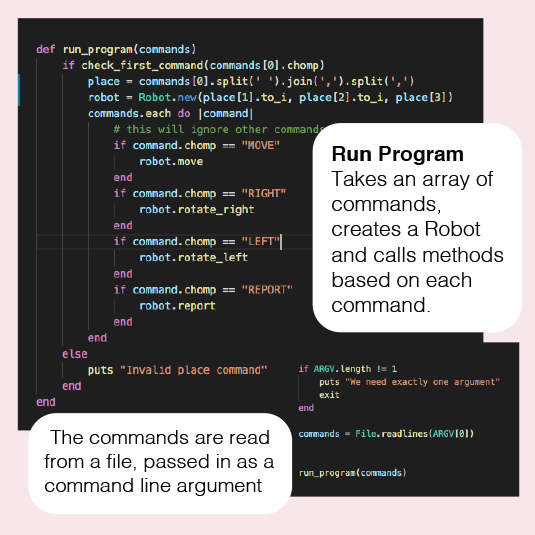 def run_program(commands)
if check_first_command(commands[0].chomp)
place = commands[0].split(' ').join(',').split(',')
robot = Robot.new(place[1].to_i, place[2].to_i, place[3])
commands.each do |command|
# this will ignore other
if command.chomp == "MOVE"
robot.move
end
if command.chomp == "RIGHT"
robot.rotate_right
end
if command.chomp == "LEFT"
robot.rotate_left
end
if command.chomp == "REPORT"
robot.report
end
end
else
puts "Invalid place command"
end
end
Run Program
Takes an array of
commands,
creates a Robot
and calls methods
based on each
command.
if ARGV.length != 1
puts "We need exactly one argument"
exit
end
commands = File.readlines(ARGV[0])
run_program(commands)
The commands are read
from a file, passed in as a
command line argument